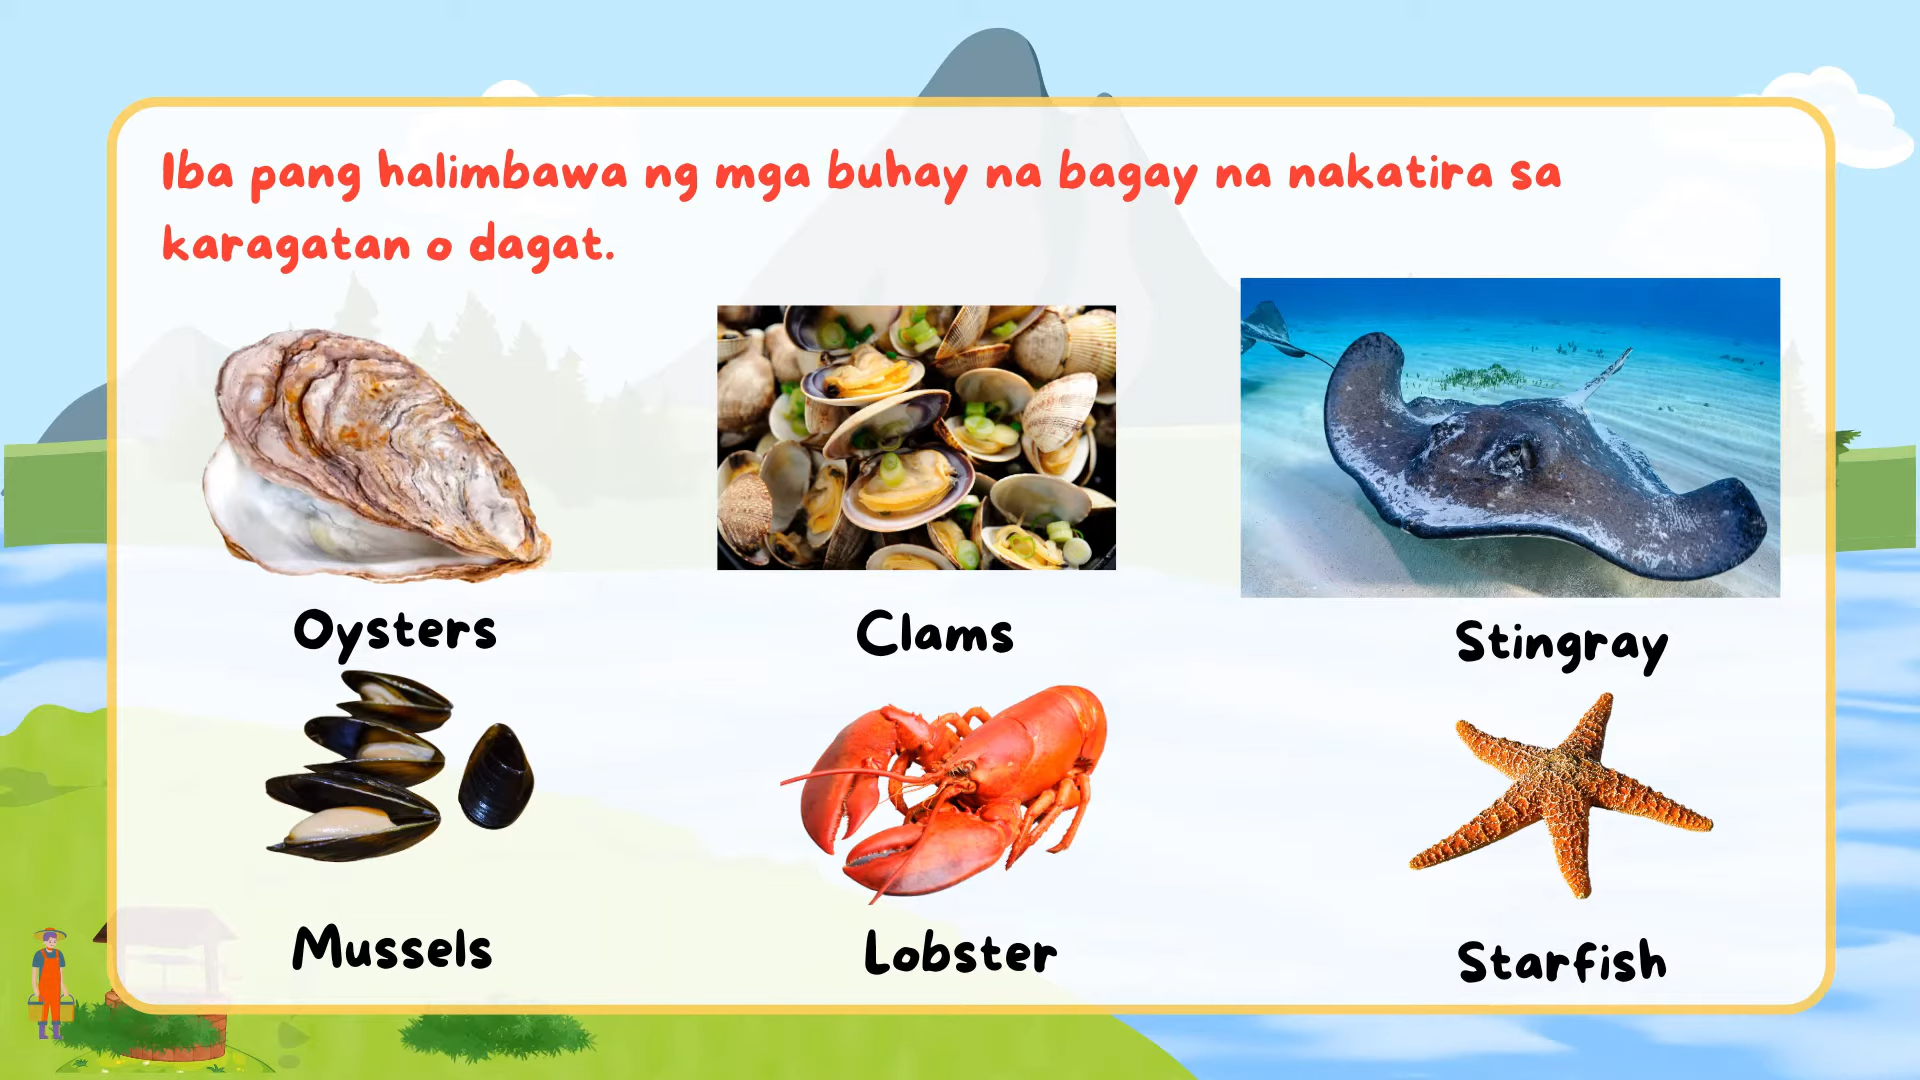 Iba pang halimbawa ng mga buhay na bagay na nakatira sa
karagatan o dagat.
Oysters
Clams
Stingray
Mussels
Lobster
Starfish